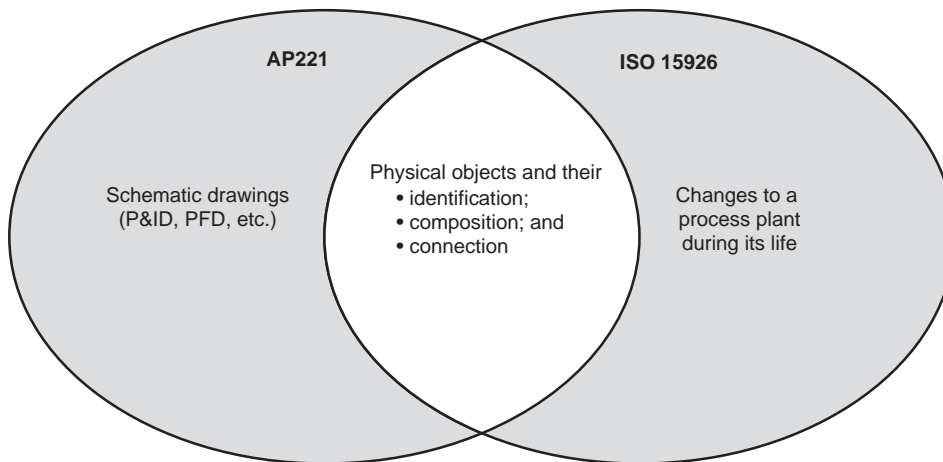 AP221
ISO 15926
Schematic drawings
(P&ID, PFD, etc.)
Physical objects and their
• identification;
• composition; and
• connection
Changes to a
process plant
during its life